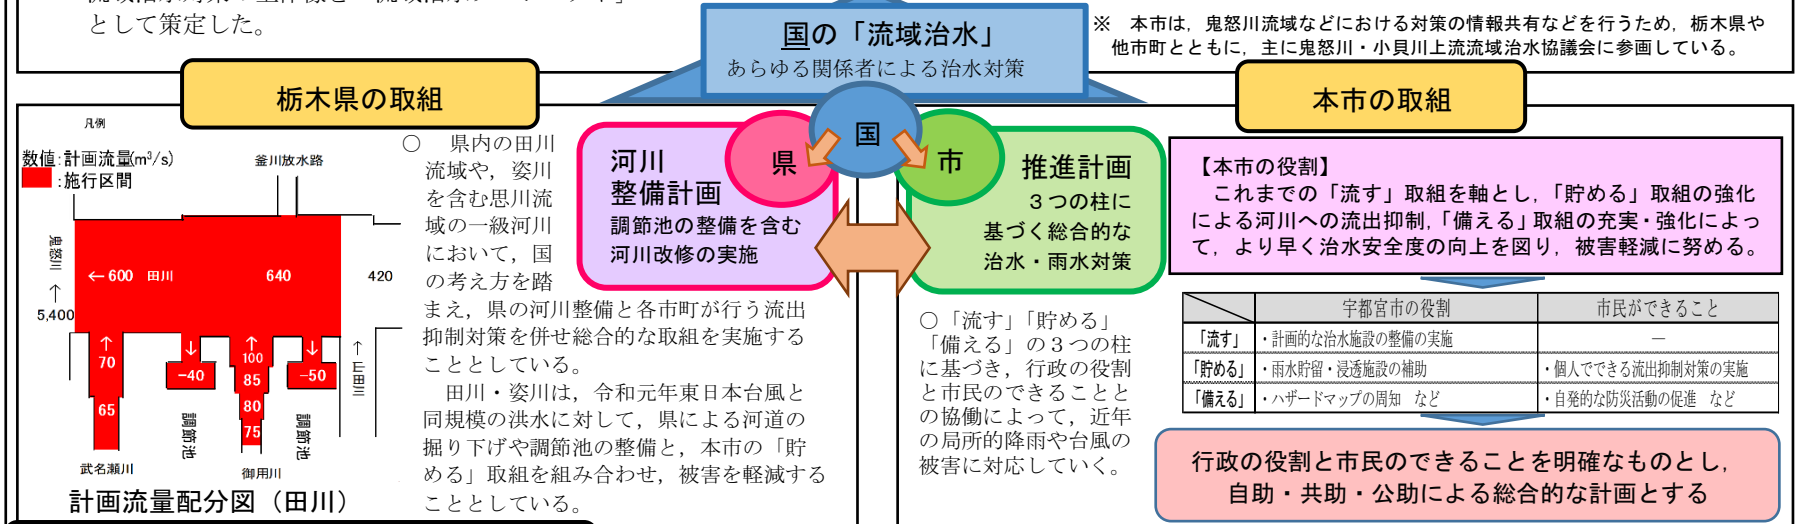 として策定した。
国の「流域治水」
あらゆる関係者による治水対策
※　本市は，鬼怒川流域などにおける対策の情報共有などを行うため，栃木県や
他市町とともに，主に鬼怒川・小貝川上流流域治水協議会に参画している。
栃木県の取組
凡例
数値:計画流量(m³/s)
:施行区間
釜川放水路
鬼怒川
↑
5,400
←600
田川
640
420
↑
70
65
武名瀬川
↓
-40
調節池
↑
100
85
80
75
御用川
↓
-50
調節池
↑
山田川
計画流量配分図（田川）
○　県内の田川
流域や，姿川
を含む思川流
域の一級河川
において，国
の考え方を踏
まえ，県の河川整備と各市町が行う流出
抑制対策を併せ総合的な取組を実施する
こととしている。
田川・姿川は，令和元年東日本台風と
同規模の洪水に対して，県による河道の
掘り下げや調節池の整備と，本市の「貯
める」取組を組み合わせ，被害を軽減する
こととしている。
国
県
市
河川
整備計画
調節池の整備を含む
河川改修の実施
推進計画
３つの柱に
基づく総合的な
治水・雨水対策
○「流す」「貯める」
「備える」の３つの柱
に基づき，行政の役割
と市民のできることと
の協働によって，近年
の局所的降雨や台風の
被害に対応していく。
本市の取組
【本市の役割】
これまでの「流す」取組を軸とし，「貯める」取組の強化
による河川への流出抑制，「備える」取組の充実・強化によっ
て，より早く治水安全度の向上を図り，被害軽減に努める。
宇都宮市の役割　市民ができること
「流す」　・計画的な治水施設の整備の実施　－
「貯める」　・雨水貯留・浸透施設の補助　・個人でできる流出抑制対策の実施
「備える」　・ハザードマップの周知　など　・自発的な防災活動の促進　など
行政の役割と市民のできることを明確なものとし，
自助・共助・公助による総合的な計画とする